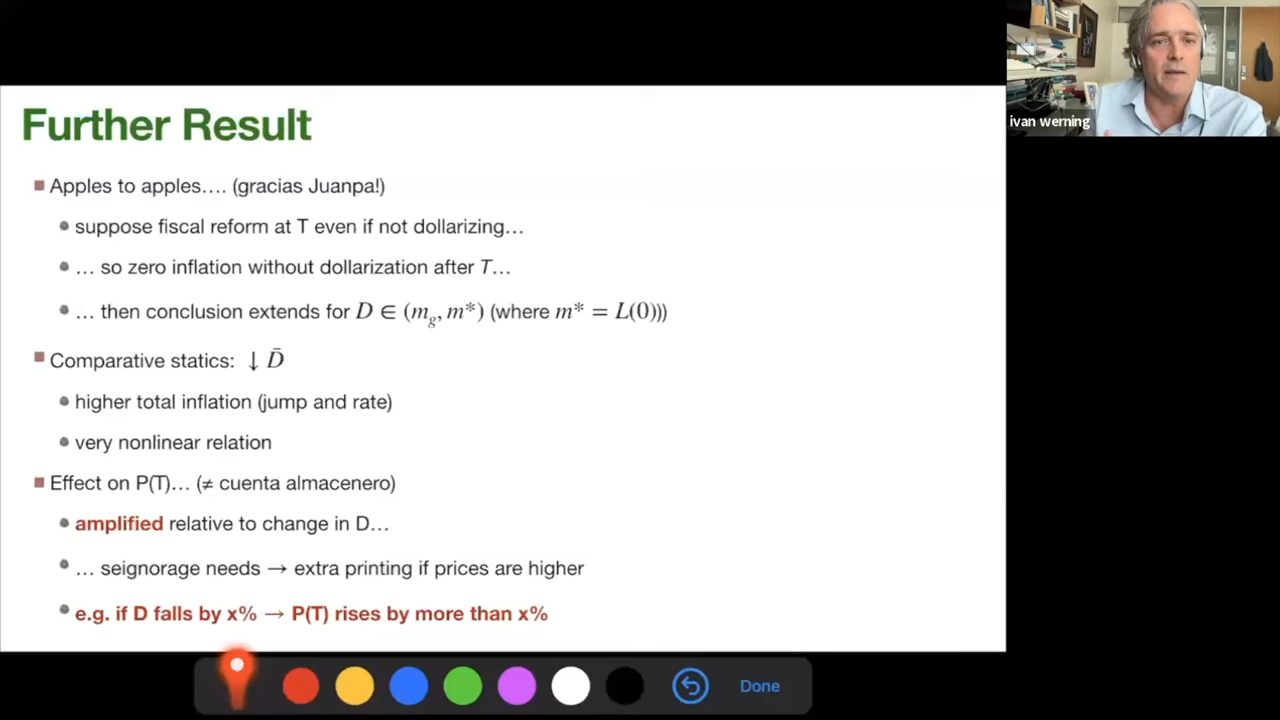 ivan werning
Further Result
Apples to apples…. (gracias Juanpa!)
suppose fiscal reform at T even if not dollarizing…
… so zero inflation without dollarization after T…
… then conclusion extends for D ∈ (m_g, m*) (where m* = L(0)))
Comparative statics: ↓ D̄
higher total inflation (jump and rate)
very nonlinear relation
Effect on P(T)… (≠ cuenta almacenero)
amplified relative to change in D…
… seignorage needs → extra printing if prices are higher
e.g. if D falls by x% → P(T) rises by more than x%
Done